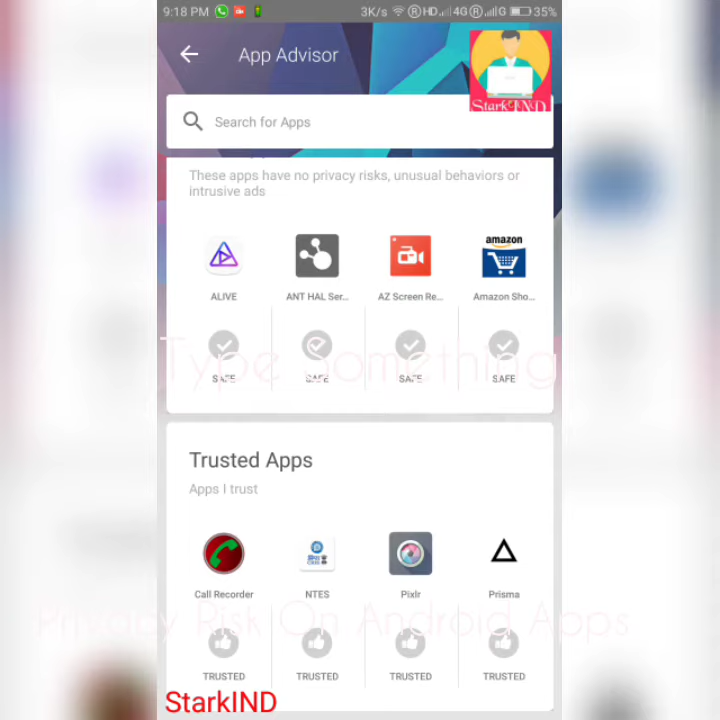 9:18 PM 3K/s R HD 4G R G 35%
App Advisor
StarkIND
Search for Apps
These apps have no privacy risks, unusual behaviors or
intrusive ads
amazon
ALIVE ANT HAL Ser... AZ Screen Re... Amazon Sho...
Type Something
SAFE SAFE SAFE SAFE
Trusted Apps
Apps I trust
Call Recorder NTES Pixlr Prisma
Privacy Risk On Android Apps
TRUSTED TRUSTED TRUSTED TRUSTED
StarkIND